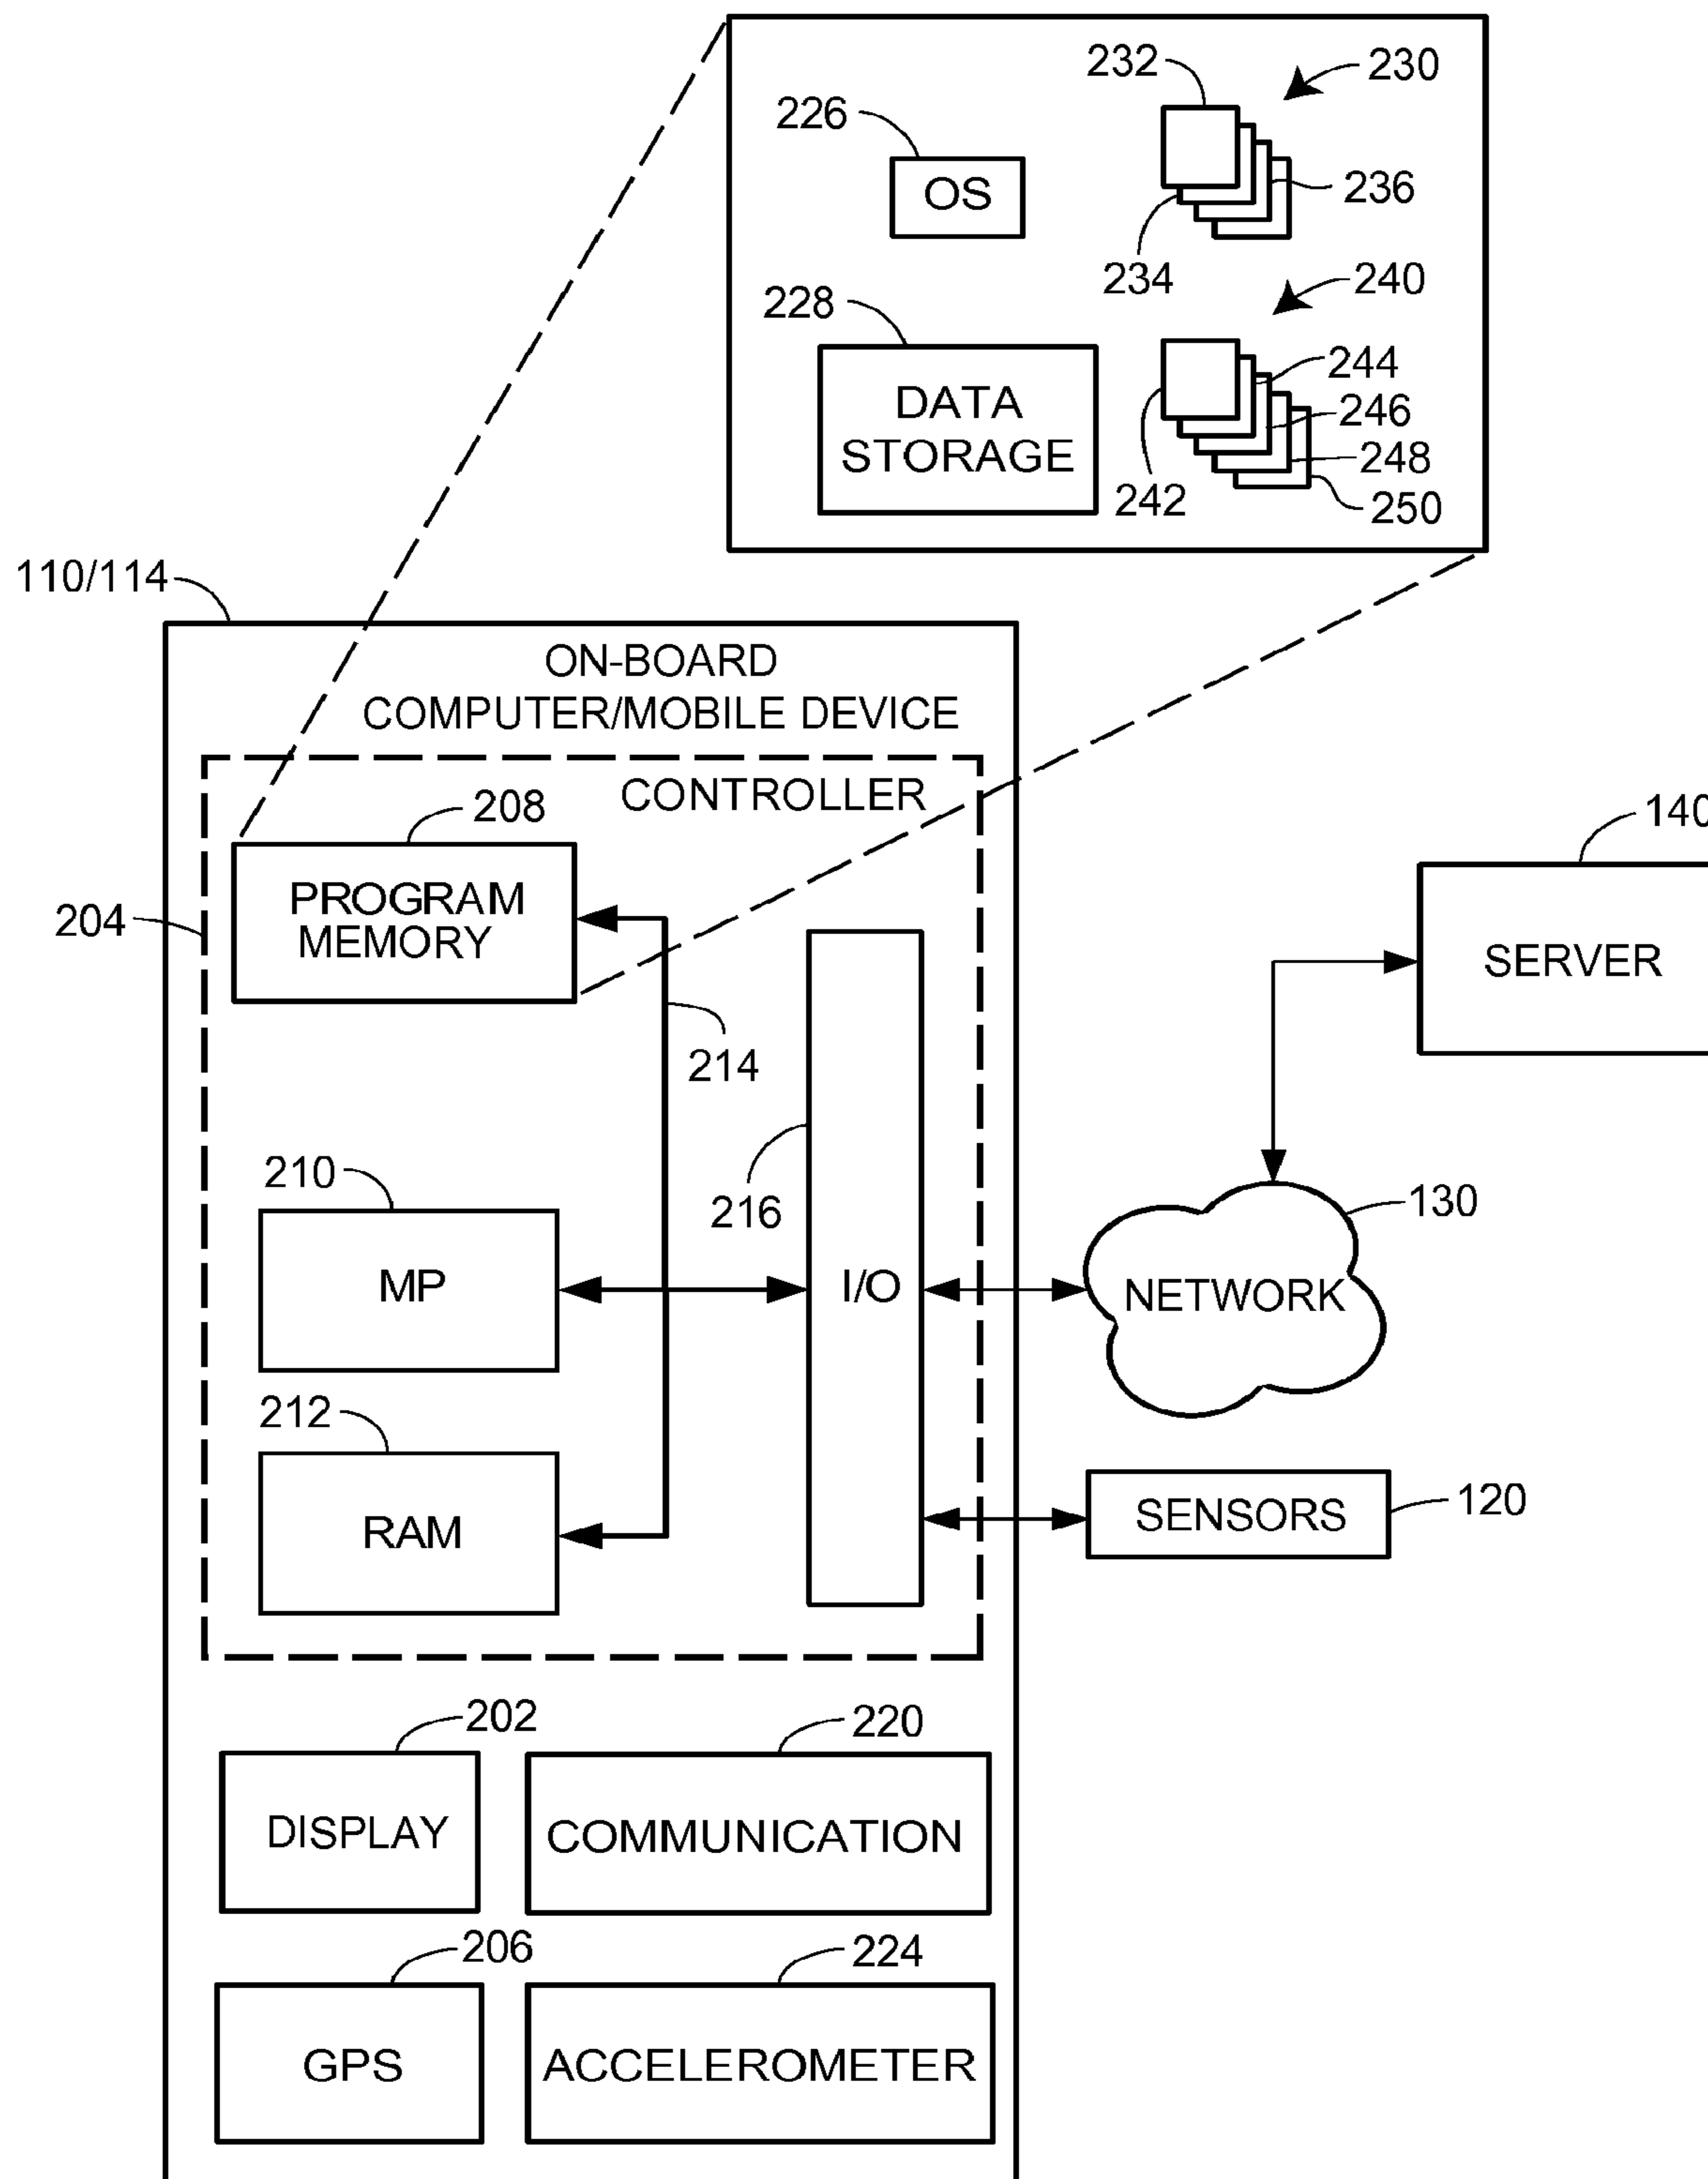 232
230
226
OS
236
234
240
228
DATA
STORAGE
244
246
248
242
250
110/114
ON-BOARD
COMPUTER/MOBILE DEVICE
CONTROLLER
208
140
PROGRAM
MEMORY
204
SERVER
214
210
216
130
MP
I/O
NETWORK
212
RAM
SENSORS
120
202
220
DISPLAY
COMMUNICATION
206
224
GPS
ACCELEROMETER